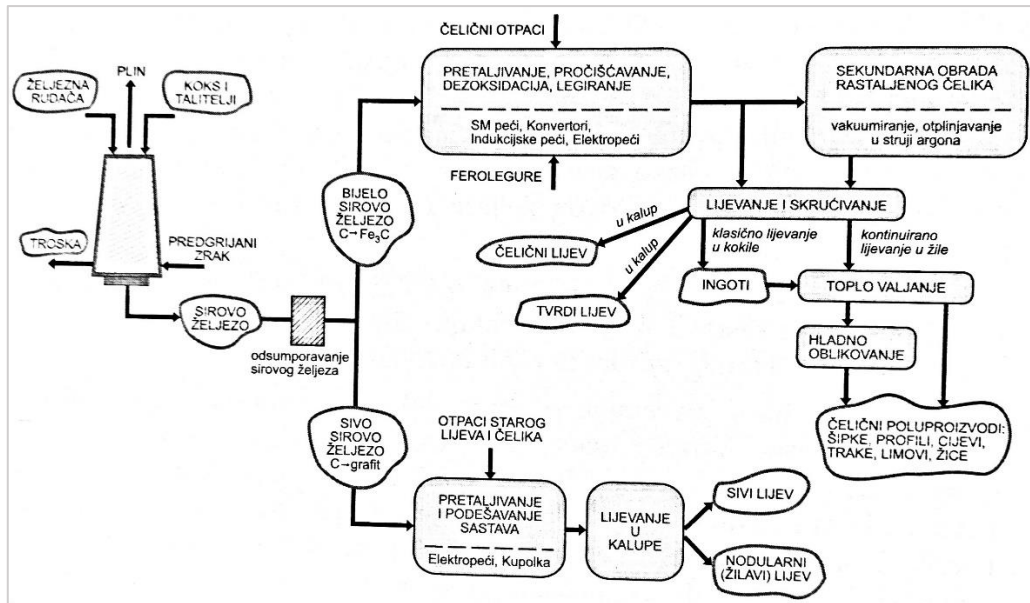 ČELIČNI OTPACI
PLIN
ŽELJEZNA
RUDAČA
KOKS I
TALITELJI
PRETALJIVANJE, PROČIŠĆAVANJE,
DEZOKSIDACIJA, LEGIRANJE
SM peći, Konvertori,
Indukcijske peći, Elektropeći
SEKUNDARNA OBRADA
RASTALJENOG ČELIKA
vakuumiranje, otplinjavanje
u struji argona
FEROLEGURE
BIJELO
SIROVO
ŽELJEZO
C→Fe₃C
LIJEVANJE I SKRUĆIVANJE
u kalup
u kalup
klasično lijevanje
u kokile
kontinuirano
lijevanje u žile
TROSKA
PREDGRIJANI
ZRAK
ČELIČNI LIJEV
INGOTI
TOPLO VALJANJE
TVRDI LIJEV
SIROVO
ŽELJEZO
odsumporavanje
sirovog željeza
HLADNO
OBLIKOVANJE
SIVO
SIROVO
ŽELJEZO
C→grafit
OTPACI STAROG
LIJEVA I ČELIKA
ČELIČNI POLUPROIZVODI:
ŠIPKE, PROFILI, CIJEVI,
TRAKE, LIMOVI, ŽICE
PRETALJIVANJE
I PODEŠAVANJE
SASTAVA
Elektropeći, Kupolka
LIJEVANJE
U
KALUPE
SIVI LIJEV
NODULARNI
(ŽILAVI) LIJEV